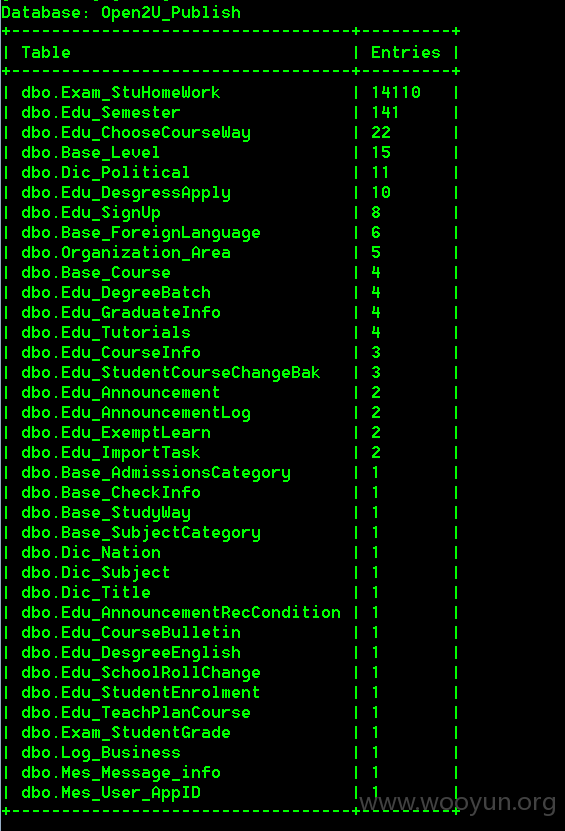 Database: Open2U_Publish
+----------------------------------+---------+
| Table                            | Entries |
+----------------------------------+---------+
| dbo.Exam_StuHomeWork             | 14110   |
| dbo.Edu_Semester                 | 141     |
| dbo.Edu_ChooseCourseWay          | 22      |
| dbo.Base_Level                   | 15      |
| dbo.Dic_Political                | 11      |
| dbo.Edu_DesgressApply            | 10      |
| dbo.Edu_SignUp                   | 8       |
| dbo.Base_ForeignLanguage         | 6       |
| dbo.Organization_Area            | 5       |
| dbo.Base_Course                  | 4       |
| dbo.Edu_DegreeBatch              | 4       |
| dbo.Edu_GraduateInfo             | 4       |
| dbo.Edu_Tutorials                | 4       |
| dbo.Edu_CourseInfo               | 3       |
| dbo.Edu_StudentCourseChangeBak   | 3       |
| dbo.Edu_Announcement             | 2       |
| dbo.Edu_AnnouncementLog          | 2       |
| dbo.Edu_ExemptLearn              | 2       |
| dbo.Edu_ImportTask               | 2       |
| dbo.Base_AdmissionsCategory      | 1       |
| dbo.Base_CheckInfo               | 1       |
| dbo.Base_StudyWay                | 1       |
| dbo.Base_SubjectCategory         | 1       |
| dbo.Dic_Nation                   | 1       |
| dbo.Dic_Subject                  | 1       |
| dbo.Dic_Title                    | 1       |
| dbo.Edu_AnnouncementRecCondition | 1       |
| dbo.Edu_CourseBulletin           | 1       |
| dbo.Edu_DesgreeEnglish           | 1       |
| dbo.Edu_SchoolRollChange         | 1       |
| dbo.Edu_StudentEnrolment         | 1       |
| dbo.Edu_TeachPlanCourse          | 1       |
| dbo.Exam_StudentGrade            | 1       |
| dbo.Log_Business                 | 1       |
| dbo.Mes_Message_info             | 1       |
| dbo.Mes_User_AppID               | 1       |
+----------------------------------+---------+
www.wooyun.org